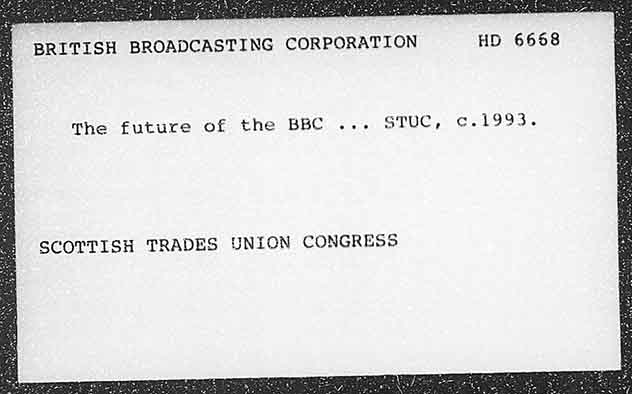 BRITISH BROADCASTING CORPORATION HD 6668
The future of the BBC ... STUC, c.1993.
SCOTTISH TRADES UNION CONGRESS